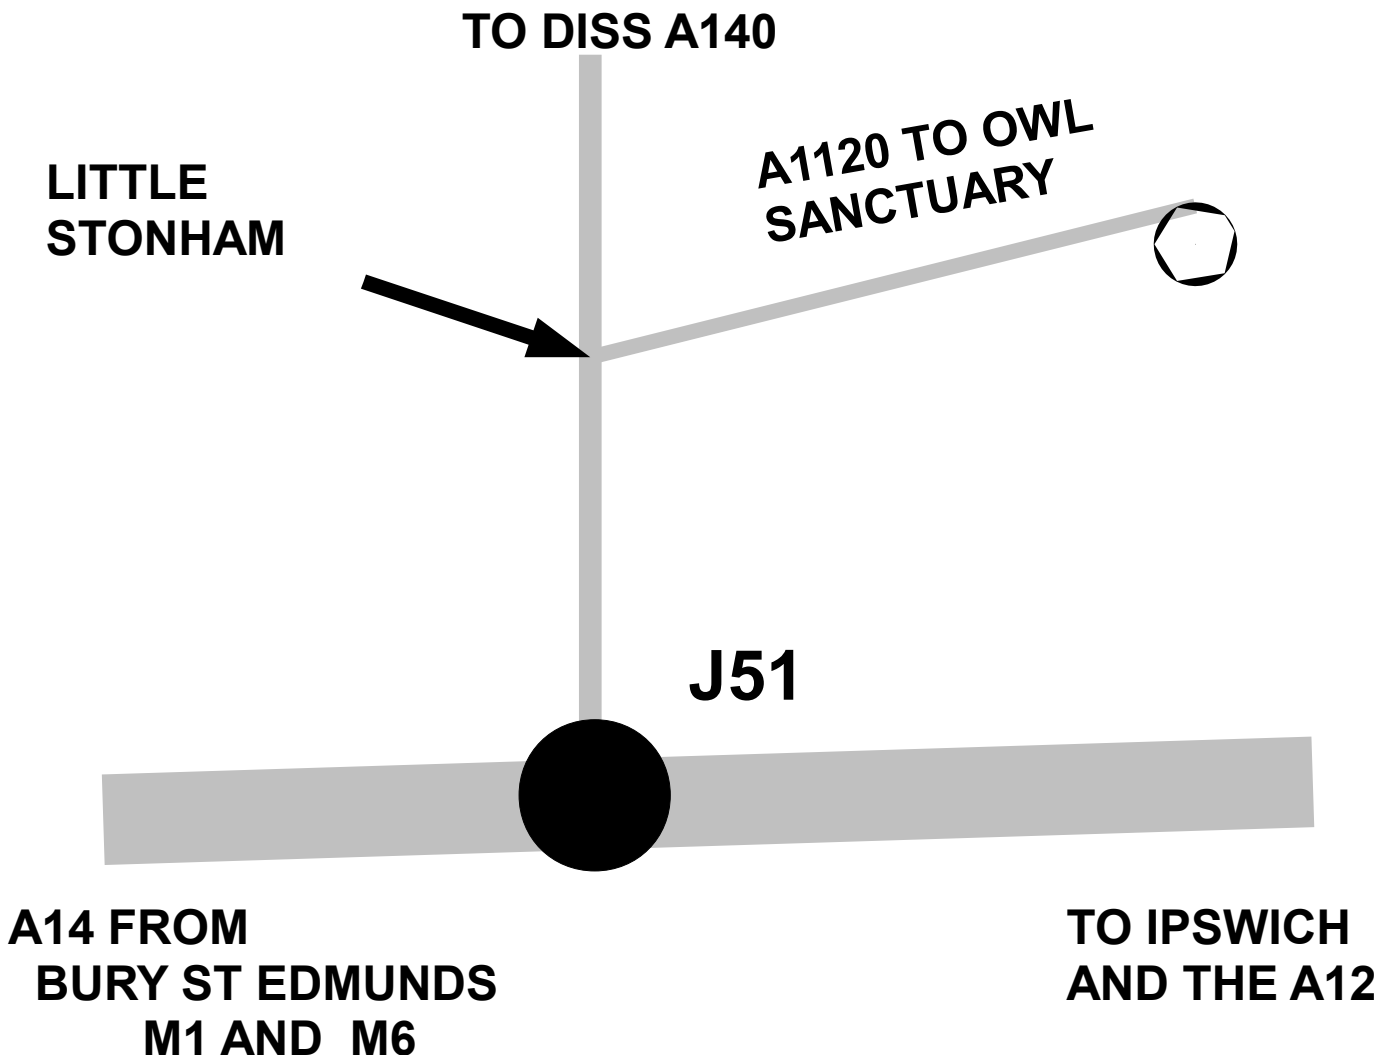 TO DISS A140
A1120 TO OWL
SANCTUARY
LITTLE
STONHAM
J51
A14 FROM
BURY ST EDMUNDS
M1 AND M6
TO IPSWICH
AND THE A12